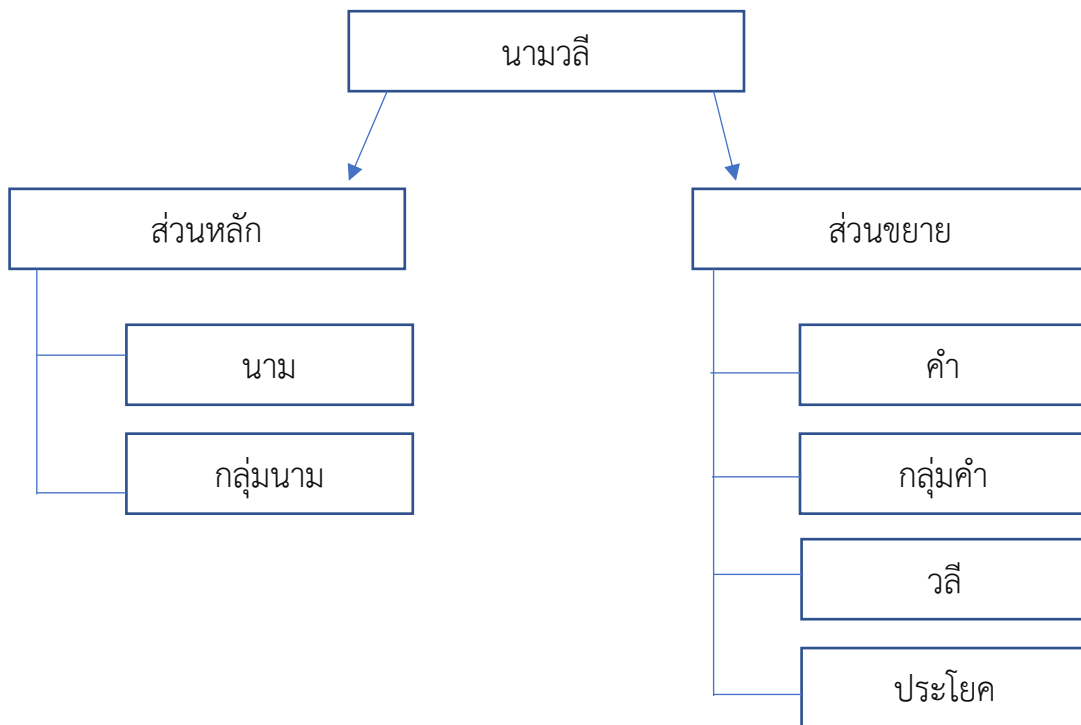 นามวลี
ส่วนหลัก
ส่วนขยาย
นาม
กลุ่มนาม
คำ
กลุ่มคำ
วลี
ประโยค